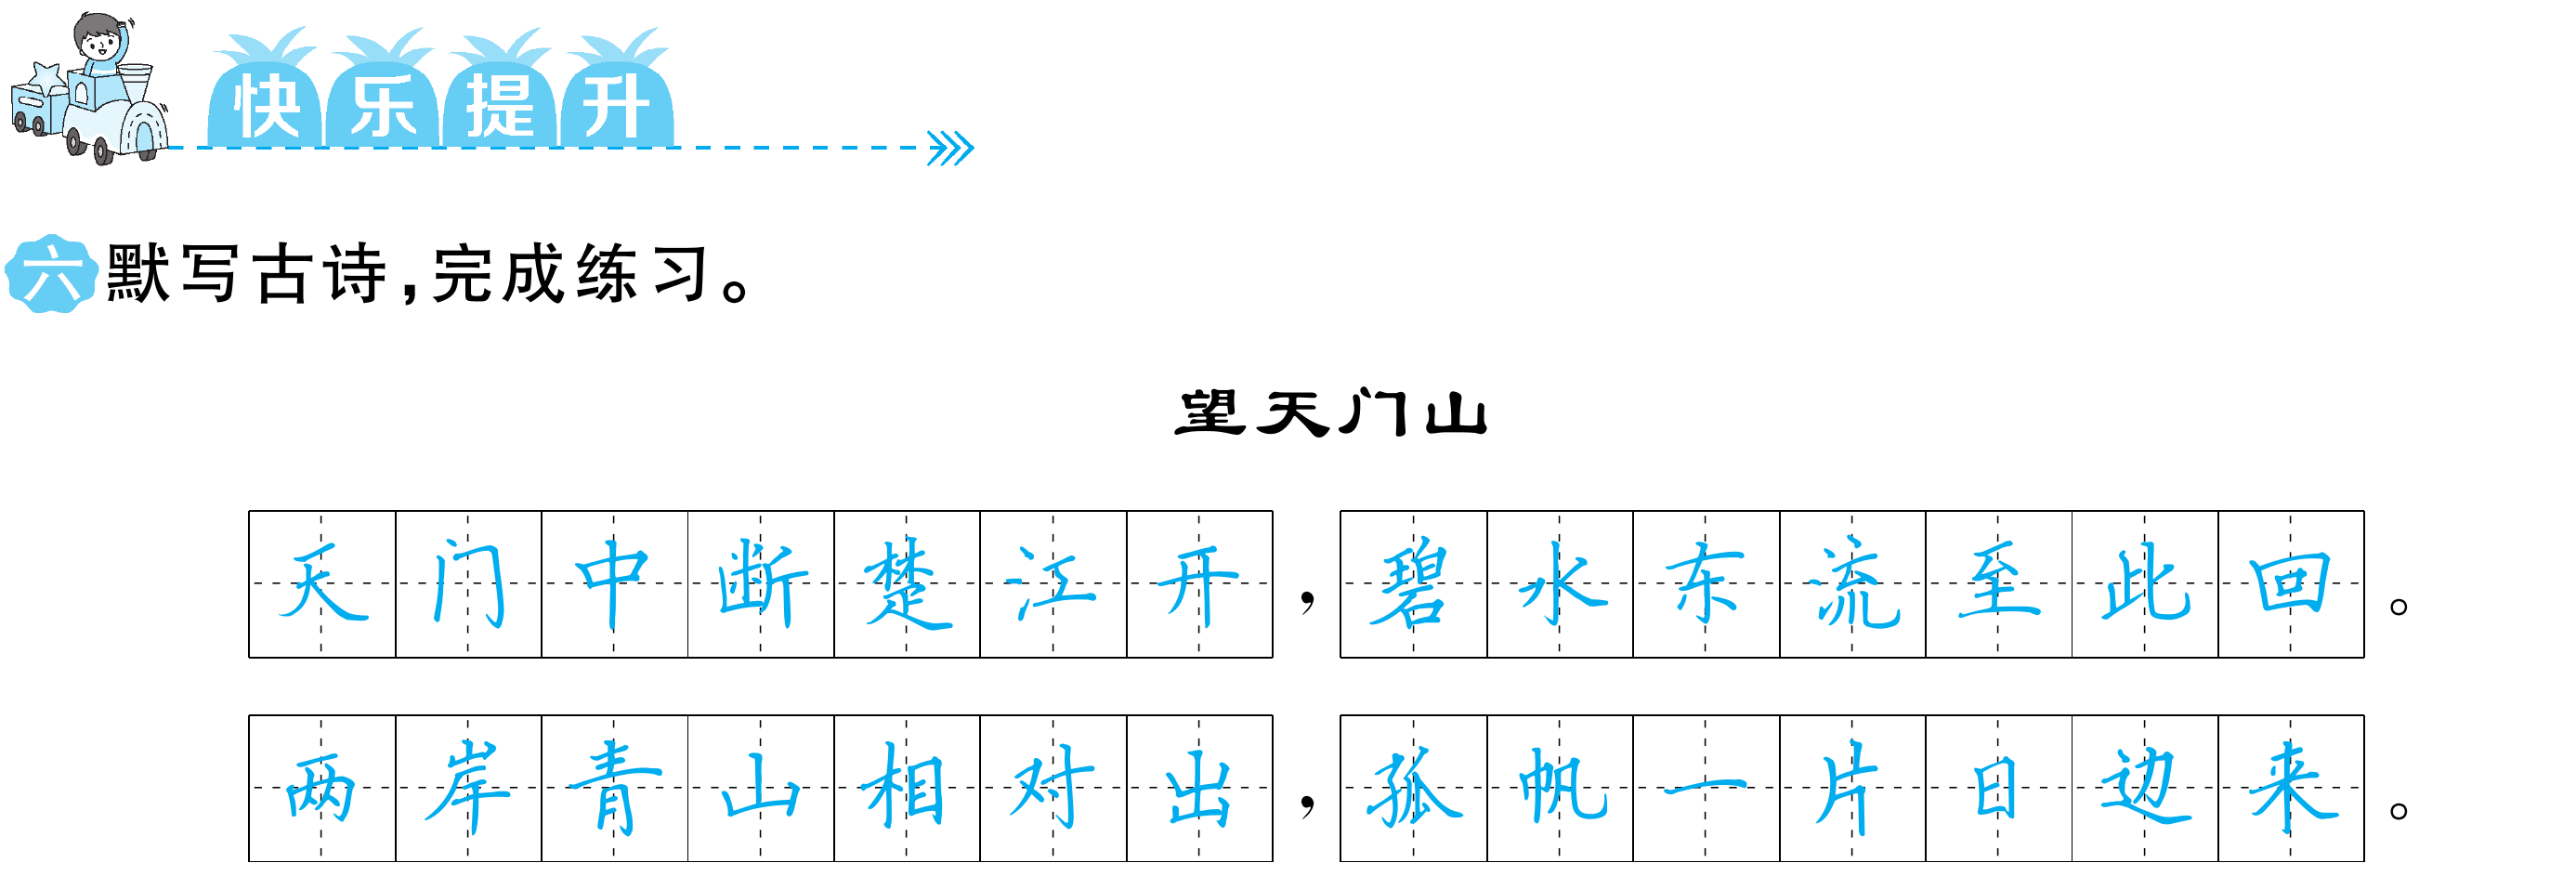 快乐提升
六 默写古诗,完成练习。
望天门山
天门中断楚江开，碧水东流至此回。
两岸青山相对出，孤帆一片日边来。